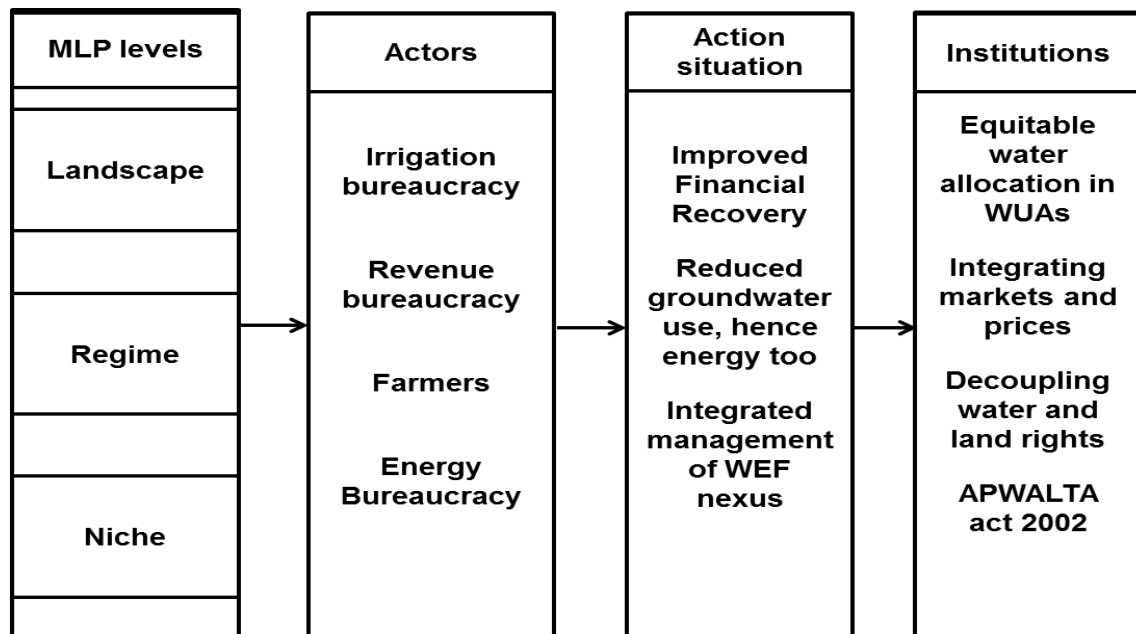 MLP levels
Landscape
Regime
Niche
Actors
Irrigation
bureaucracy
Revenue
bureaucracy
Farmers
Energy
Bureaucracy
Action
situation
Improved
Financial
Recovery
Reduced
groundwater
use, hence
energy too
Integrated
management
of WEF
nexus
Institutions
Equitable
water
allocation in
WUAs
Integrating
markets and
prices
Decoupling
water and
land rights
APWALTA
act 2002